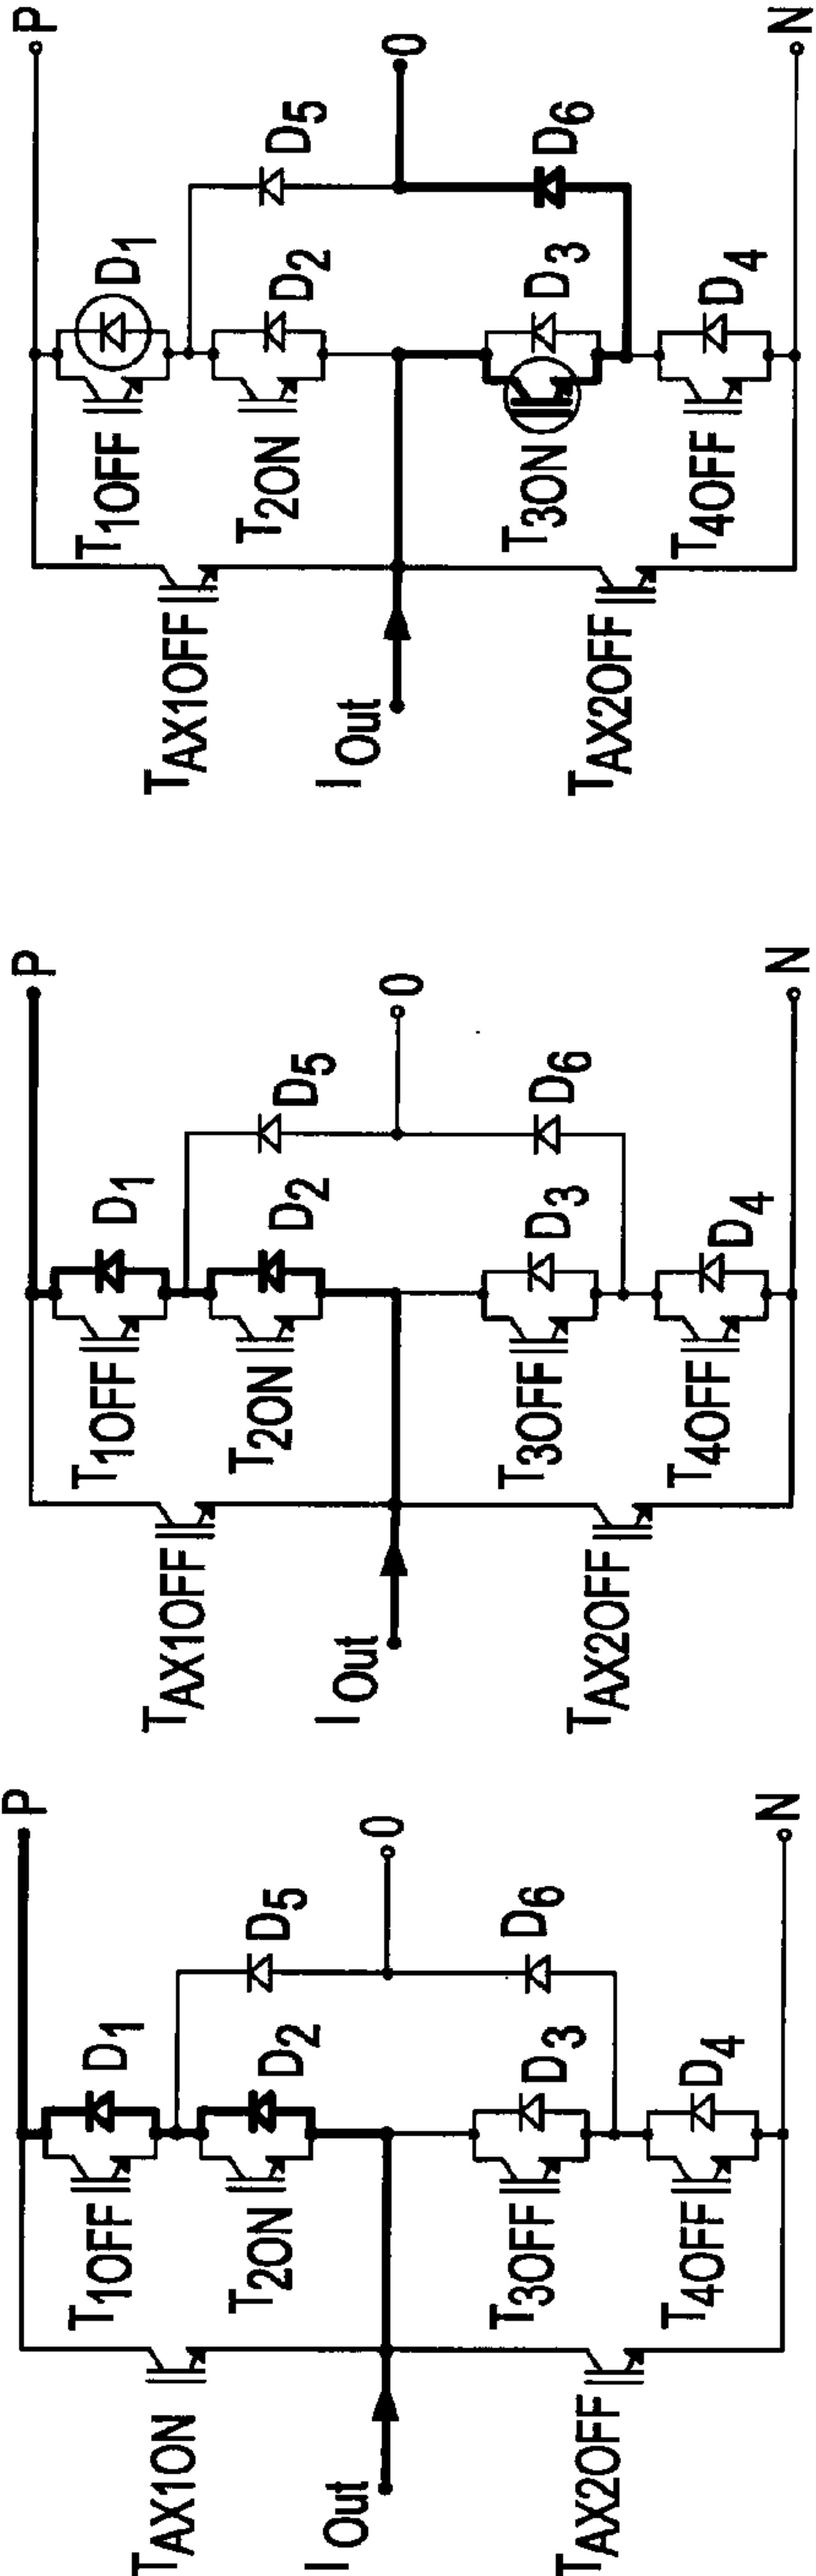 P
T1OFF
D1
TAX1OFF
D5
T2ON
D2
IOut
0
T3ON
D3
D6
TAX2OFF
T4OFF
D4
N
P
T1OFF
D1
TAX1OFF
D5
T2ON
D2
IOut
0
T3OFF
D3
D6
TAX2OFF
T4OFF
D4
N
P
T1OFF
D1
TAX1ON
D5
T2ON
D2
IOut
0
T3OFF
D3
D6
TAX2OFF
T4OFF
D4
N